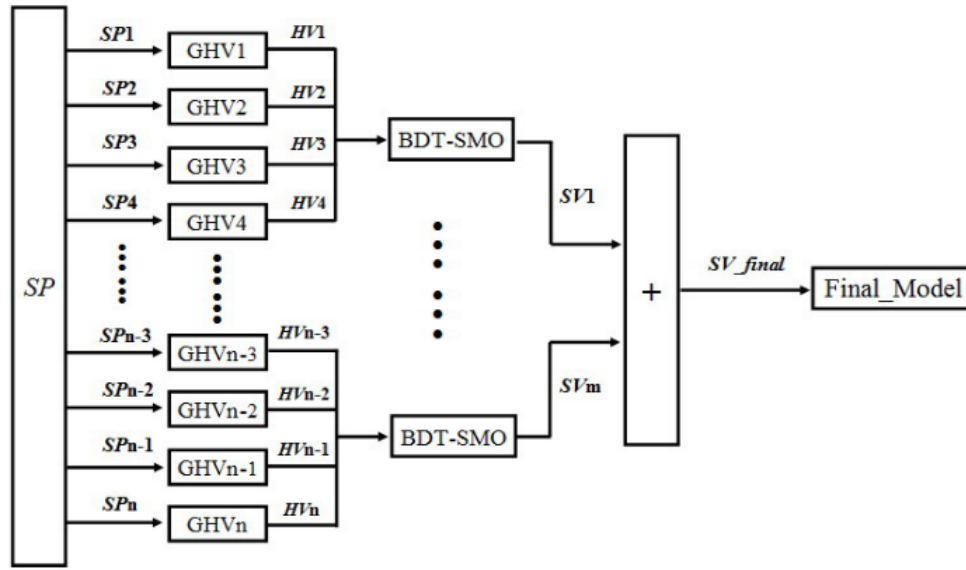 SP
SP1
GHV1
HV1
SP2
GHV2
HV2
SP3
GHV3
HV3
SP4
GHV4
HV4
BDT-SMO
SV1
+
SV_final
Final_Model
SPn-3
GHVn-3
HVn-3
SPn-2
GHVn-2
HVn-2
SPn-1
GHVn-1
HVn-1
SPn
GHVn
HVn
BDT-SMO
SVm